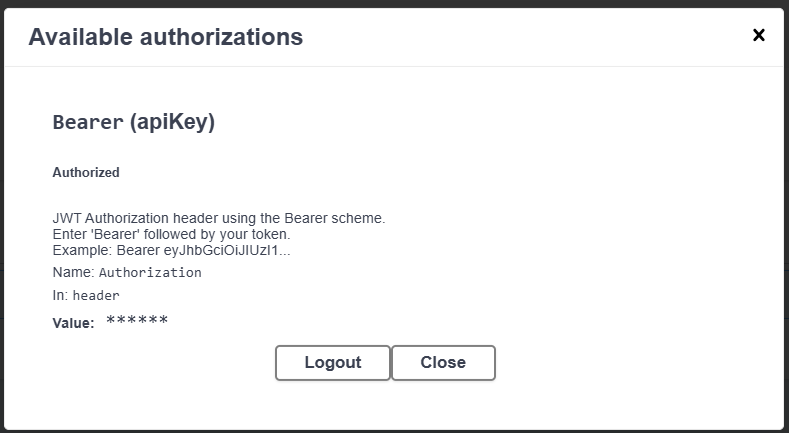 Available authorizations
Bearer (apiKey)
Authorized
JWT Authorization header using the Bearer scheme.
Enter 'Bearer' followed by your token.
Example: Bearer eyJhbGciOiJIUzI1...
Name: Authorization
In: header
Value: ******
Logout Close